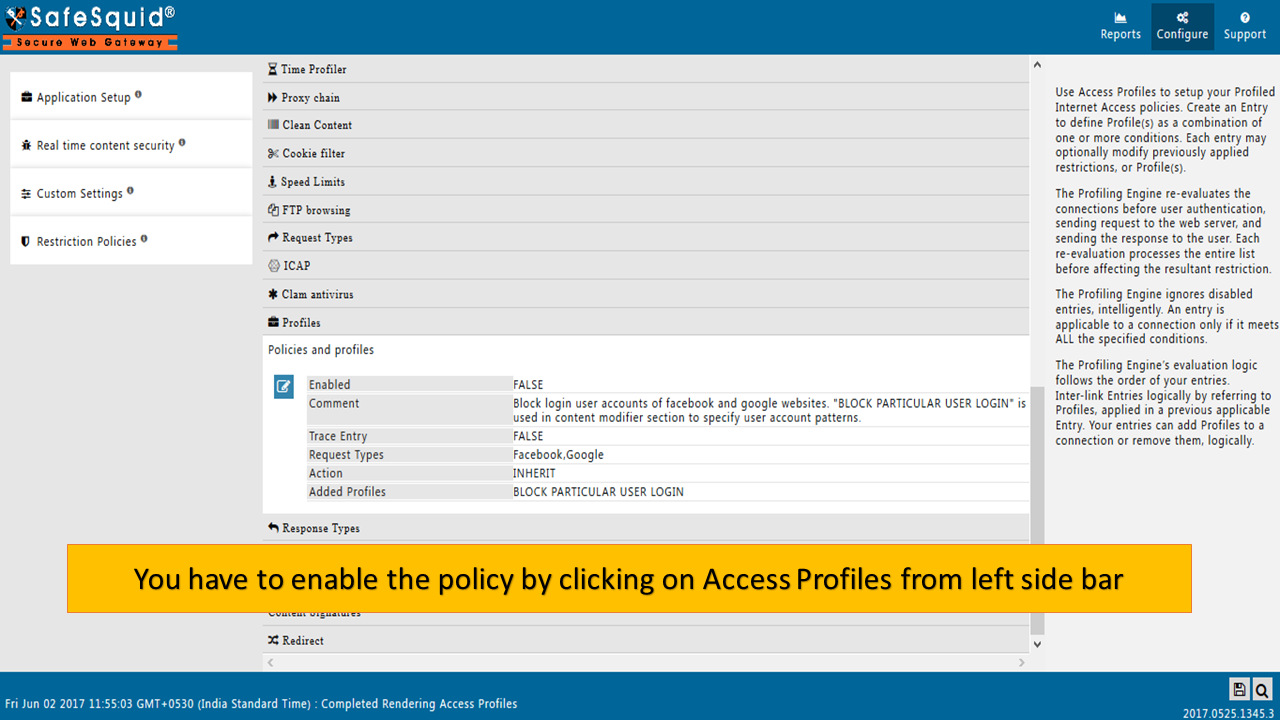 SafeSquid®
Secure Web Gateway
Reports
Configure
Support
Application Setup
Real time content security
Custom Settings
Restriction Policies
Time Profiler
Proxy chain
Clean Content
Cookie filter
Speed Limits
FTP browsing
Request Types
ICAP
Clam antivirus
Profiles
Policies and profiles
Enabled FALSE
Comment Block login user accounts of facebook and google websites. "BLOCK PARTICULAR USER LOGIN" is
used in content modifier section to specify user account patterns.
Trace Entry FALSE
Request Types Facebook,Google
Action INHERIT
Added Profiles BLOCK PARTICULAR USER LOGIN
Response Types
You have to enable the policy by clicking on Access Profiles from left side bar
Content Signatures
Redirect
Use Access Profiles to setup your Profiled
Internet Access policies. Create an Entry
to define Profile(s) as a combination of
one or more conditions. Each entry may
optionally modify previously applied
restrictions, or Profile(s).
The Profiling Engine re-evaluates the
connections before user authentication,
sending request to the web server, and
sending the response to the user. Each
re-evaluation processes the entire list
before affecting the resultant restriction.
The Profiling Engine ignores disabled
entries, intelligently. An entry is
applicable to a connection only if it meets
ALL the specified conditions.
The Profiling Engine's evaluation logic
follows the order of your entries.
Inter-link Entries logically by referring to
Profiles, applied in a previous applicable
Entry. Your entries can add Profiles to a
connection or remove them, logically.
Fri Jun 02 2017 11:55:03 GMT+0530 (India Standard Time) : Completed Rendering Access Profiles
2017.0525.1345.3